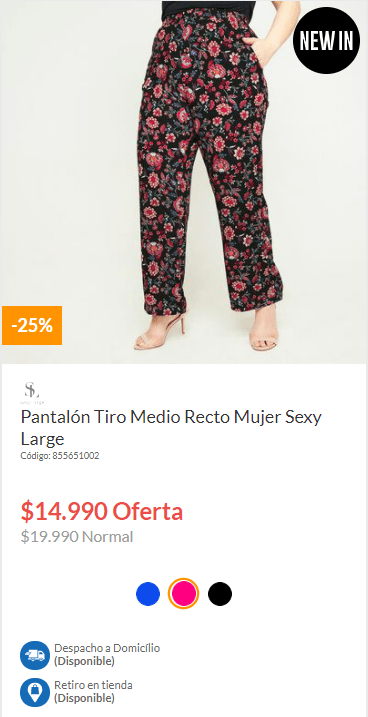 NEW IN
-25%
SL
Pantalón Tiro Medio Recto Mujer Sexy
Large
Código: 855651002
$14.990 Oferta
$19.990 Normal
Despacho a Domicílio
(Disponible)
Retiro en tienda
(Disponible)